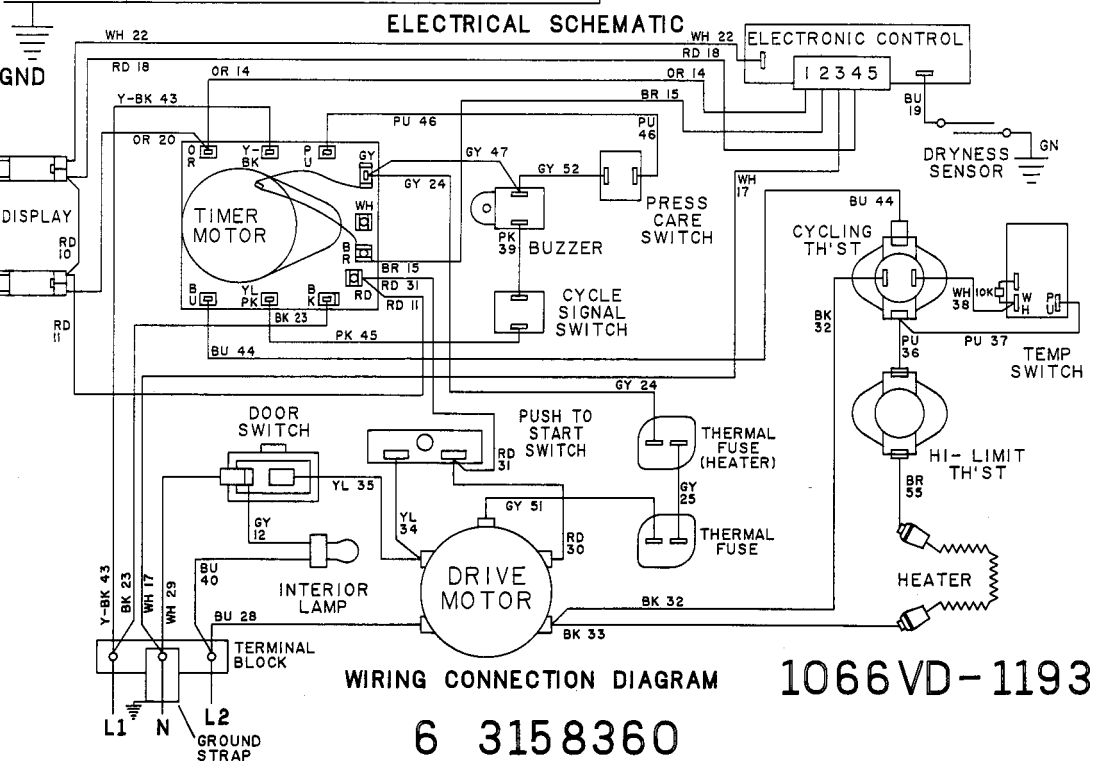 ELECTRICAL SCHEMATIC
GND
WH 22
WH 22
ELECTRONIC CONTROL
RD 18
RD 18
OR 14
OR 14
1 2 3 4 5
Y-BK 43
BR 15
BU
19
PU 46
PU
46
OR 20
O
R
Y-
BK
P
U
GY
GY 47
GY 52
GY 24
GN
DRYNESS
SENSOR
WH
17
DISPLAY
TIMER
MOTOR
WH
B
R
RD
PRESS
CARE
SWITCH
BU 44
PK
39
BUZZER
CYCLING
TH'ST
RD
10
BR 15
RD 31
RD 11
B
U
YL
PK
B
K
CYCLE
SIGNAL
SWITCH
WH
38
10K
W
H
P
U
BK
32
RD
11
BK 23
PK 45
BU 44
PU
36
PU 37
TEMP
SWITCH
GY 24
DOOR
SWITCH
PUSH TO
START
SWITCH
RD
31
THERMAL
FUSE
(HEATER)
HI-LIMIT
TH'ST
YL 35
GY
25
BR
55
GY 51
GY
12
YL
34
RD
30
THERMAL
FUSE
BU
40
INTERIOR
LAMP
DRIVE
MOTOR
HEATER
Y-BK 43
BK 23
WH 17
WH 29
BU 28
BK 32
BK 33
TERMINAL
BLOCK
WIRING CONNECTION DIAGRAM
1066VD-1193
L1
N
L2
GROUND
STRAP
6 3158360